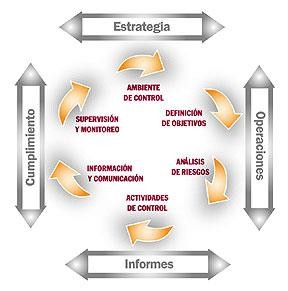 Estrategia
AMBIENTE
DE CONTROL
DEFINICIÓN
DE OBJETIVOS
SUPERVISIÓN
Y MONITOREO
Cumplimiento
Operaciones
ANÁLISIS
DE RIESGOS
INFORMACIÓN
Y COMUNICACIÓN
ACTIVIDADES
DE CONTROL
Informes